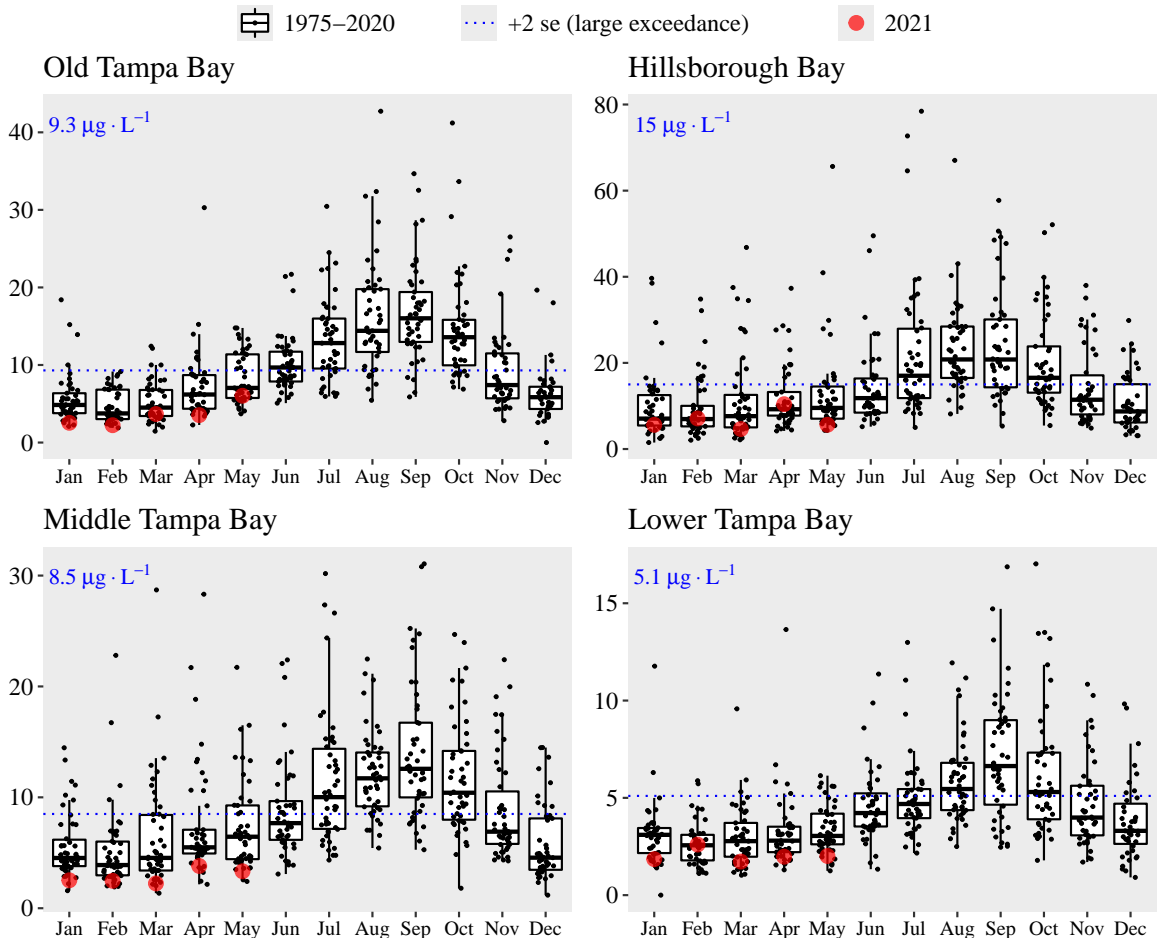 1975–2020 +2 se (large exceedance) 2021
Old Tampa Bay
9.3 μg · L⁻¹
40
30
20
10
0
Jan Feb Mar Apr May Jun Jul Aug Sep Oct Nov Dec
Hillsborough Bay
15 μg · L⁻¹
80
60
40
20
0
Jan Feb Mar Apr May Jun Jul Aug Sep Oct Nov Dec
Middle Tampa Bay
8.5 μg · L⁻¹
30
20
10
0
Jan Feb Mar Apr May Jun Jul Aug Sep Oct Nov Dec
Lower Tampa Bay
5.1 μg · L⁻¹
15
10
5
0
Jan Feb Mar Apr May Jun Jul Aug Sep Oct Nov Dec